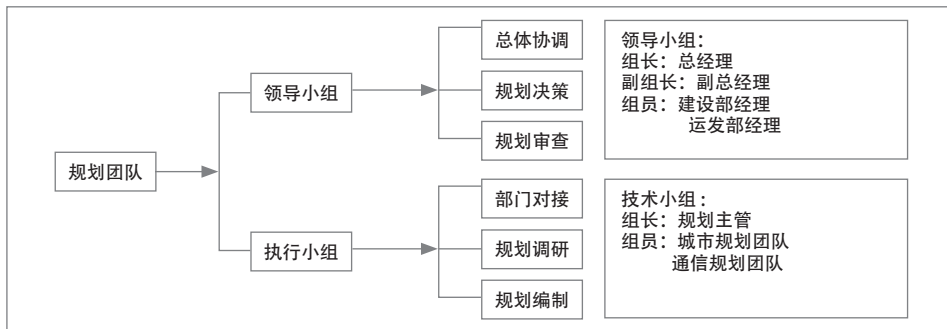 总体协调
领导小组：
组长：总经理
副组长：副总经理
组员：建设部经理
运发部经理
领导小组
规划决策
规划审查
规划团队
部门对接
技术小组：
组长：规划主管
组员：城市规划团队
通信规划团队
执行小组
规划调研
规划编制